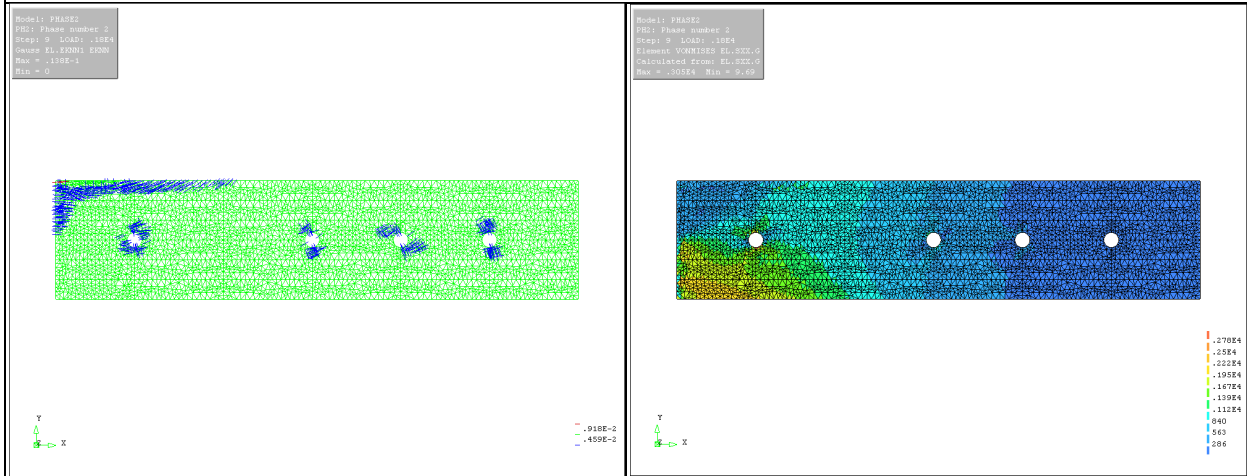 Model: PHASE2
PH2: Phase number 2
Step: 9 LOAD: .18E4
Gauss EL.EKNN1 EKNN
Max = .138E-1
Min = 0
Y
X
.918E-2
.459E-2
Model: PHASE2
PH2: Phase number 2
Step: 9 LOAD: .18E4
Element VONMISES EL.SXX.G
Calculated from: EL.SXX.G
Max = .305E4 Min = 9.69
Y
X
.278E4
.25E4
.222E4
.195E4
.167E4
.139E4
.112E4
840
563
286